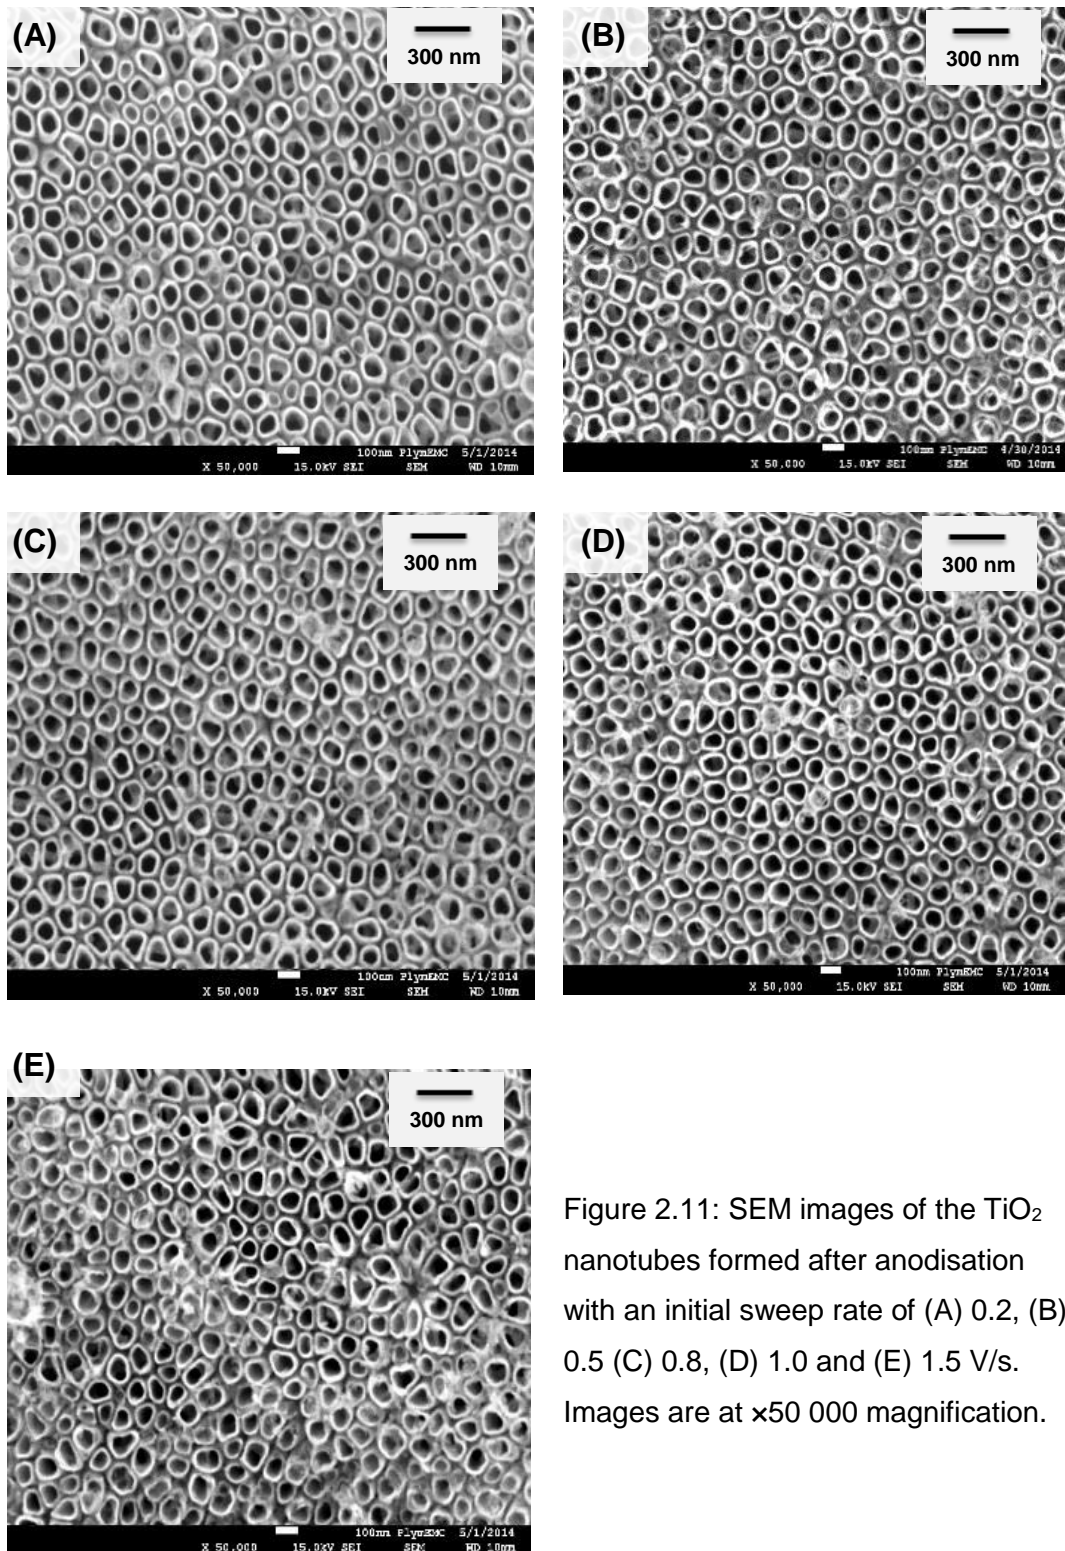 (A)
300 nm
100nm PlymEMC 5/1/2014
X 50,000 15.0kV SEI SEM WD 10mm
(B)
300 nm
100nm PlymEMC 4/30/2014
X 50,000 15.0kV SEI SEM WD 10mm
(C)
300 nm
100nm PlymEMC 5/1/2014
X 50,000 15.0kV SEI SEM WD 10mm
(D)
300 nm
100nm PlymEMC 5/1/2014
X 50,000 15.0kV SEI SEM WD 10mm
(E)
300 nm
100nm PlymEMC 5/1/2014
X 50,000 15.0kV SEI SEM WD 10mm
Figure 2.11: SEM images of the TiO₂
nanotubes formed after anodisation
with an initial sweep rate of (A) 0.2, (B)
0.5 (C) 0.8, (D) 1.0 and (E) 1.5 V/s.
Images are at ×50 000 magnification.